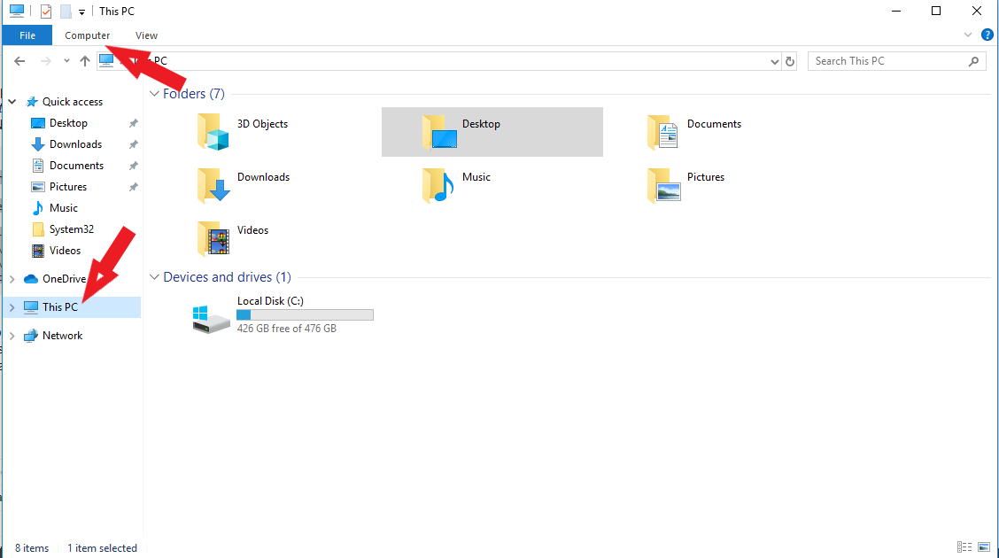 This PC
File Computer View
PC
Search This PC
Quick access
Desktop
Downloads
Documents
Pictures
Music
System32
Videos
OneDrive
This PC
Network
Folders (7)
3D Objects
Desktop
Documents
Downloads
Music
Pictures
Videos
Devices and drives (1)
Local Disk (C:)
426 GB free of 476 GB
8 items 1 item selected